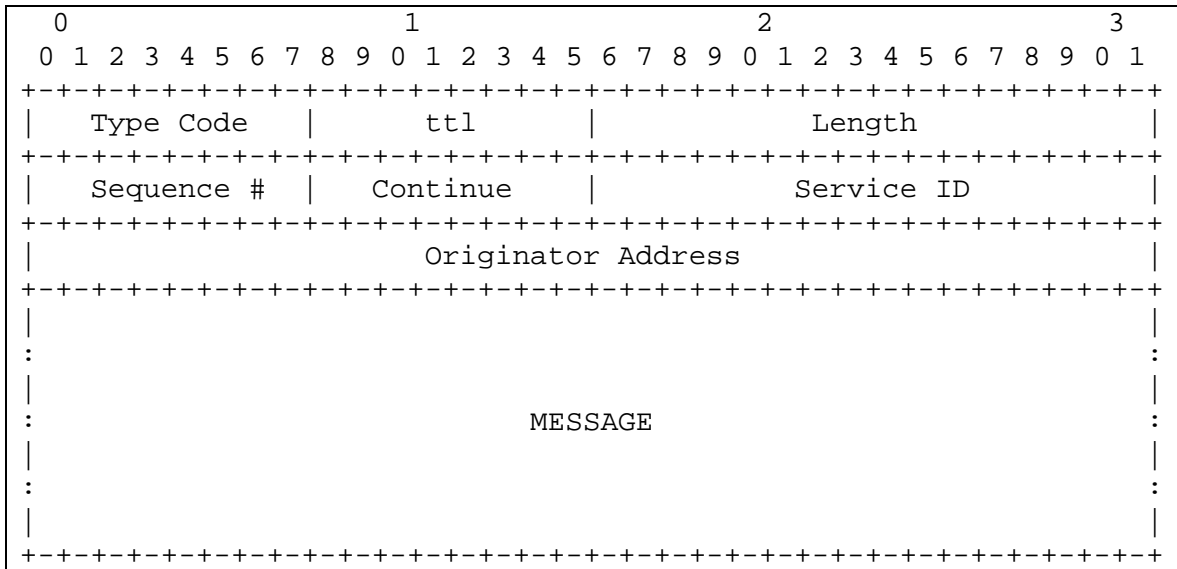 0                   1                   2                   3
  0 1 2 3 4 5 6 7 8 9 0 1 2 3 4 5 6 7 8 9 0 1 2 3 4 5 6 7 8 9 0 1
 +-+-+-+-+-+-+-+-+-+-+-+-+-+-+-+-+-+-+-+-+-+-+-+-+-+-+-+-+-+-+-+-+
 |   Type Code   |      ttl      |            Length             |
 +-+-+-+-+-+-+-+-+-+-+-+-+-+-+-+-+-+-+-+-+-+-+-+-+-+-+-+-+-+-+-+-+
 |   Sequence #  |   Continue    |           Service ID          |
 +-+-+-+-+-+-+-+-+-+-+-+-+-+-+-+-+-+-+-+-+-+-+-+-+-+-+-+-+-+-+-+-+
 |                      Originator Address                       |
 +-+-+-+-+-+-+-+-+-+-+-+-+-+-+-+-+-+-+-+-+-+-+-+-+-+-+-+-+-+-+-+-+
 |                                                               |
 :                                                               :
 |                                                               |
 :                            MESSAGE                            :
 |                                                               |
 :                                                               :
 |                                                               |
 +-+-+-+-+-+-+-+-+-+-+-+-+-+-+-+-+-+-+-+-+-+-+-+-+-+-+-+-+-+-+-+-+